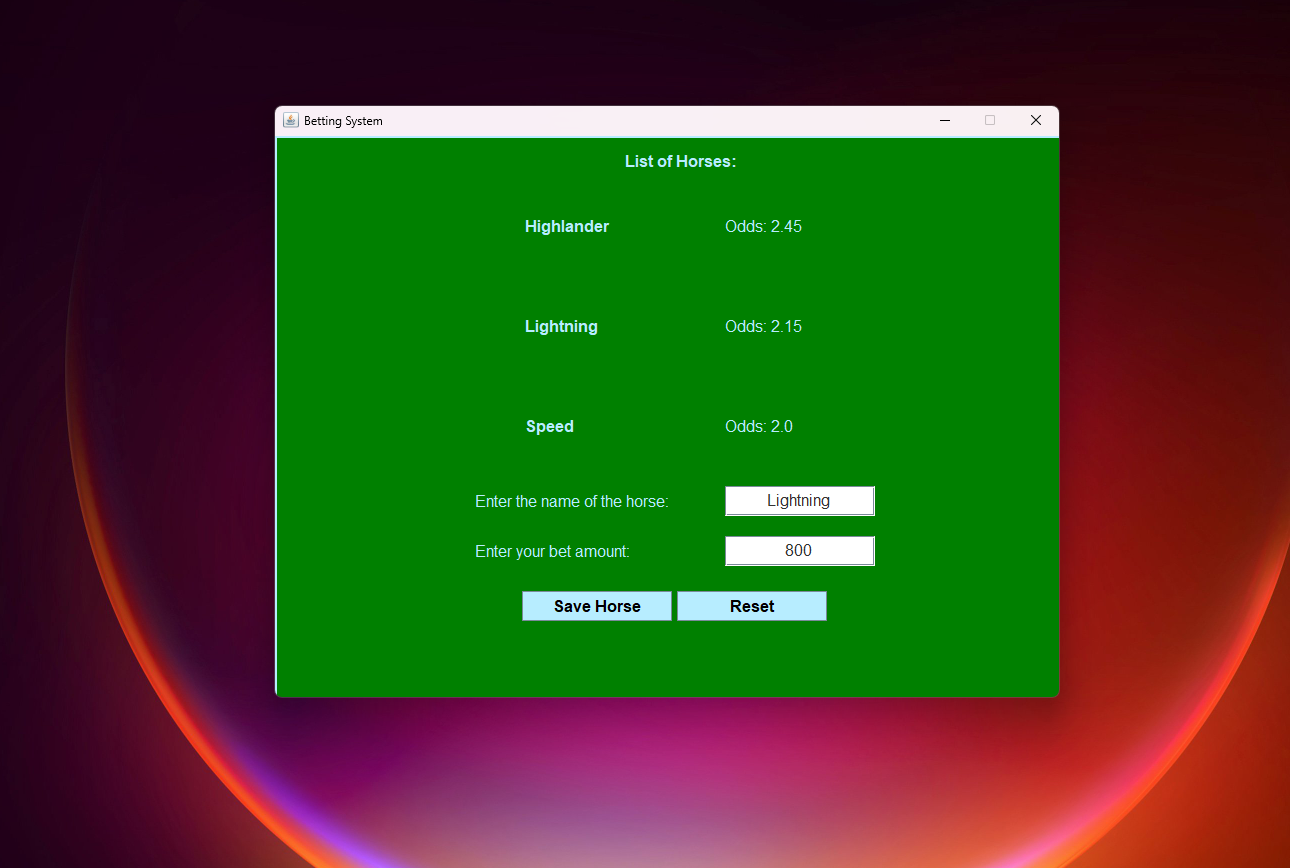 Betting System
List of Horses:
Highlander Odds: 2.45
Lightning Odds: 2.15
Speed Odds: 2.0
Enter the name of the horse: Lightning
Enter your bet amount: 800
Save Horse Reset